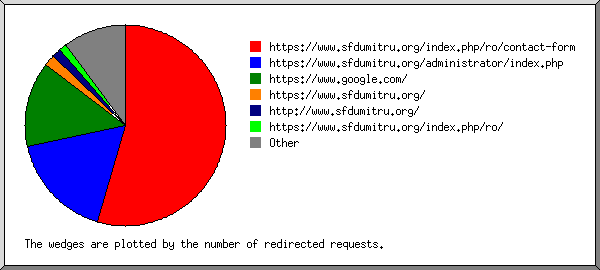 https://www.sfdumitru.org/index.php/ro/contact-form
https://www.sfdumitru.org/administrator/index.php
https://www.google.com/
https://www.sfdumitru.org/
http://www.sfdumitru.org/
https://www.sfdumitru.org/index.php/ro/
Other
The wedges are plotted by the number of redirected requests.